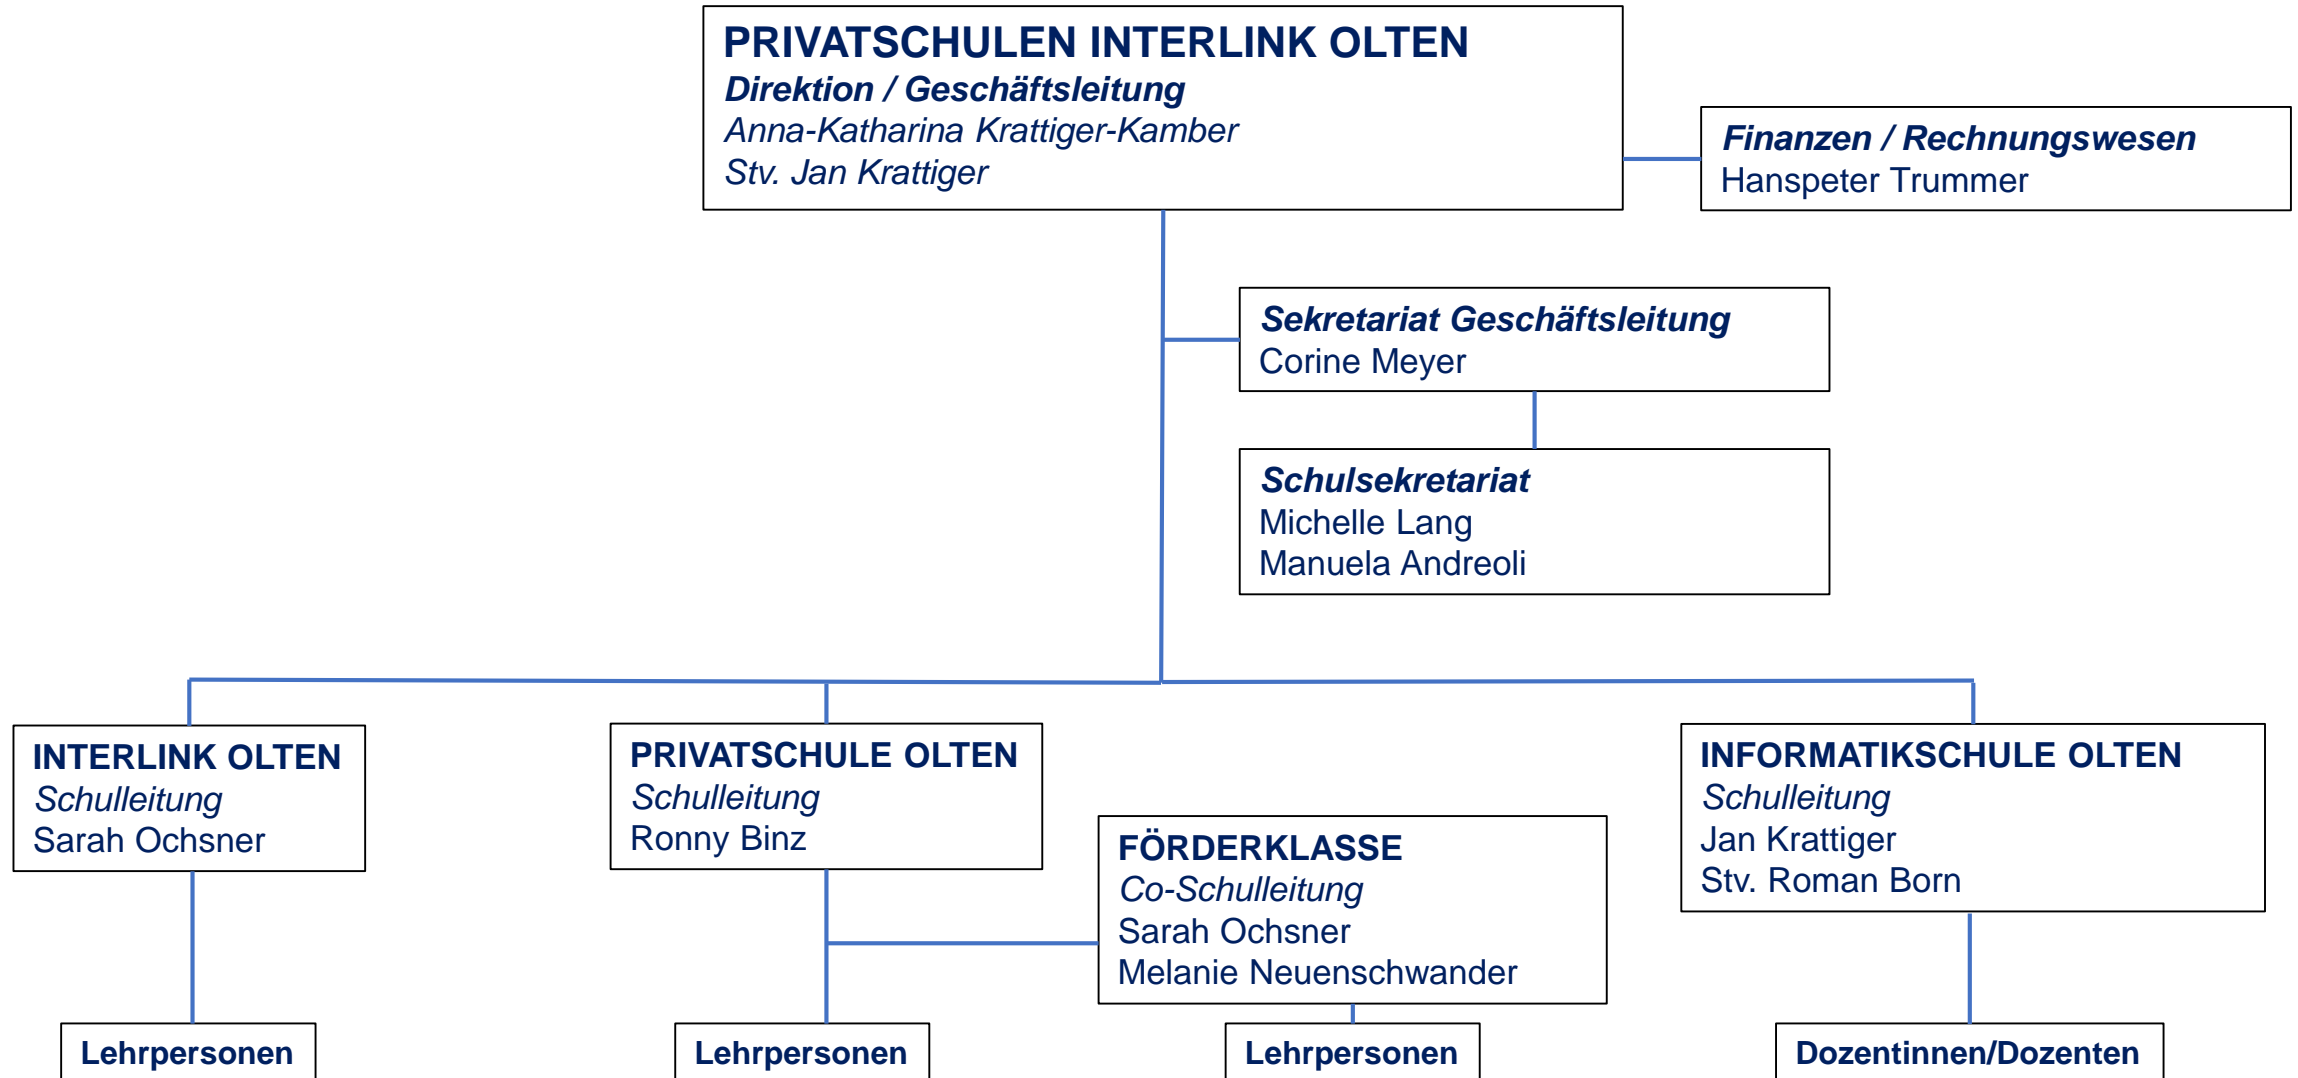 PRIVATSCHULEN INTERLINK OLTEN
Direktion / Geschäftsleitung
Anna-Katharina Krattiger-Kamber
Stv. Jan Krattiger
Finanzen / Rechnungswesen
Hanspeter Trummer
Sekretariat Geschäftsleitung
Corine Meyer
Schulsekretariat
Michelle Lang
Manuela Andreoli
INTERLINK OLTEN
Schulleitung
Sarah Ochsner
PRIVATSCHULE OLTEN
Schulleitung
Ronny Binz
FÖRDERKLASSE
Co-Schulleitung
Sarah Ochsner
Melanie Neuenschwander
INFORMATIKSCHULE OLTEN
Schulleitung
Jan Krattiger
Stv. Roman Born
Lehrpersonen
Lehrpersonen
Lehrpersonen
Dozentinnen/Dozenten